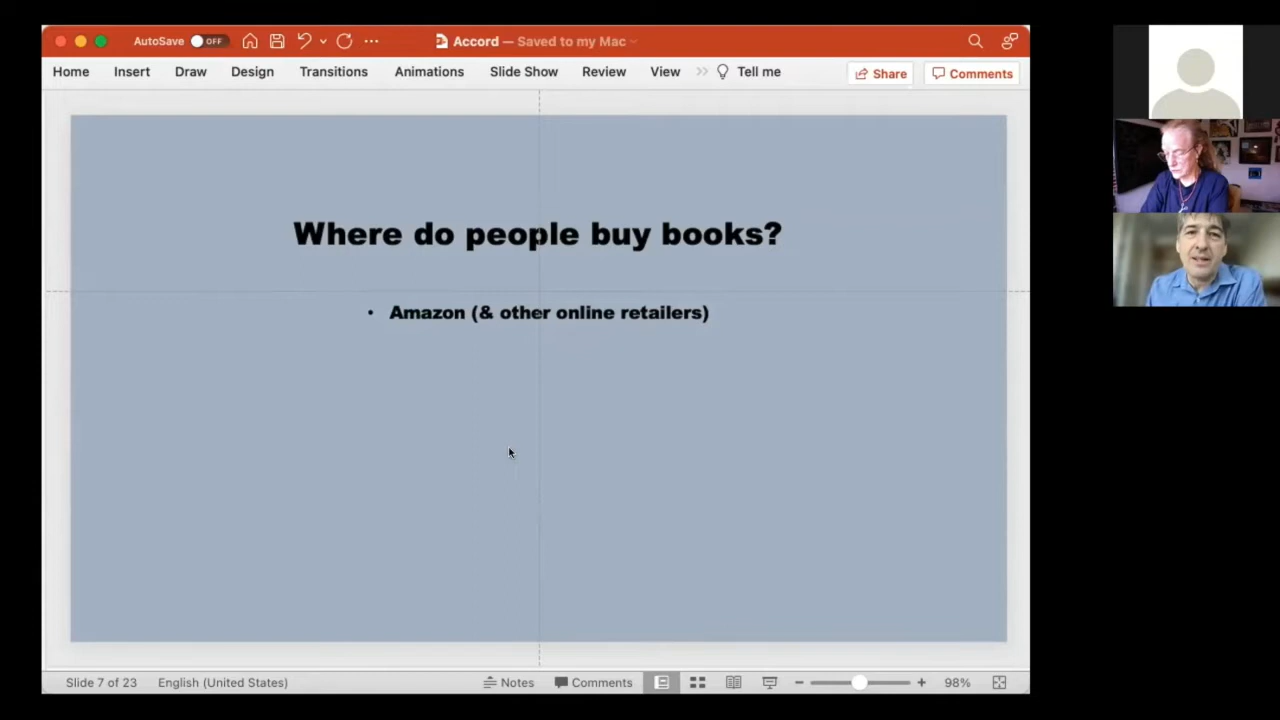 AutoSave OFF Accord — Saved to my Mac
Home Insert Draw Design Transitions Animations Slide Show Review View Tell me Share Comments
Where do people buy books?
• Amazon (& other online retailers)
Slide 7 of 23 English (United States) Notes Comments 98%